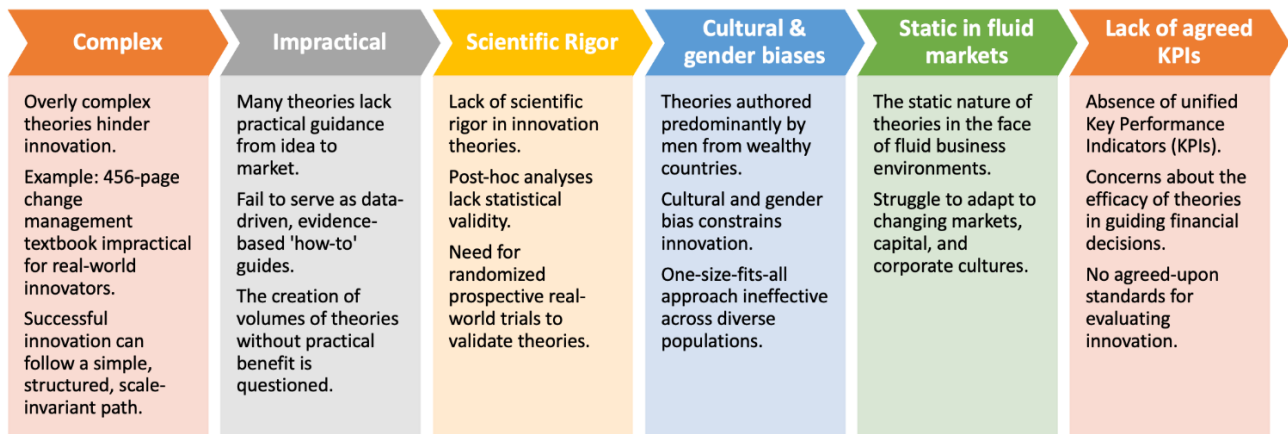 Complex
Overly complex
theories hinder
innovation.
Example: 456-page
change
management
textbook impractical
for real-world
innovators.
Successful
innovation can
follow a simple,
structured, scale-
invariant path.
Impractical
Many theories lack
practical guidance
from idea to
market.
Fail to serve as data-
driven, evidence-
based 'how-to'
guides.
The creation of
volumes of theories
without practical
benefit is
questioned.
Scientific Rigor
Lack of scientific
rigor in innovation
theories.
Post-hoc analyses
lack statistical
validity.
Need for
randomized
prospective real-
world trials to
validate theories.
Cultural &
gender biases
Theories authored
predominantly by
men from wealthy
countries.
Cultural and gender
bias constrains
innovation.
One-size-fits-all
approach ineffective
across diverse
populations.
Static in fluid
markets
The static nature of
theories in the face
of fluid business
environments.
Struggle to adapt to
changing markets,
capital, and
corporate cultures.
Lack of agreed
KPIs
Absence of unified
Key Performance
Indicators (KPIs).
Concerns about the
efficacy of theories
in guiding financial
decisions.
No agreed-upon
standards for
evaluating
innovation.